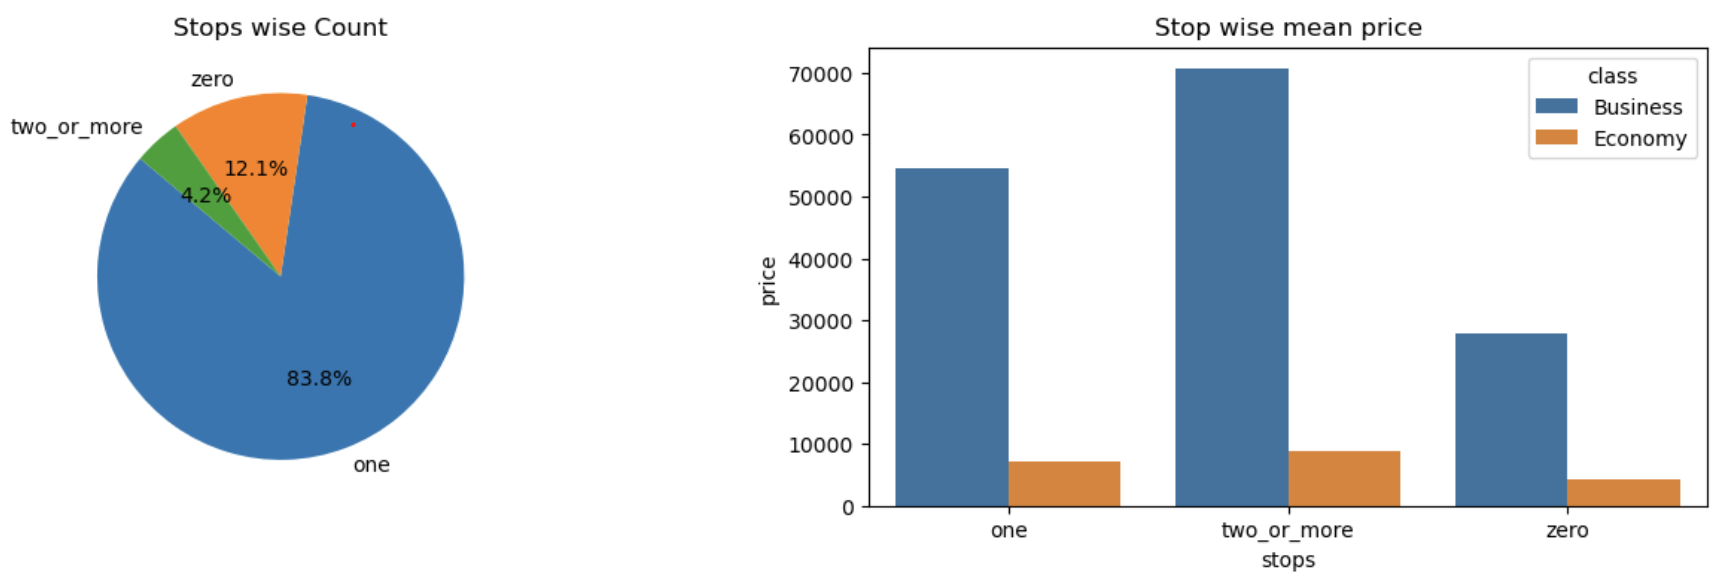 Stops wise Count
zero
two_or_more
12.1%
4.2%
83.8%
one
Stop wise mean price
70000
60000
50000
40000
30000
20000
10000
0
price
class
Business
Economy
one
two_or_more
zero
stops